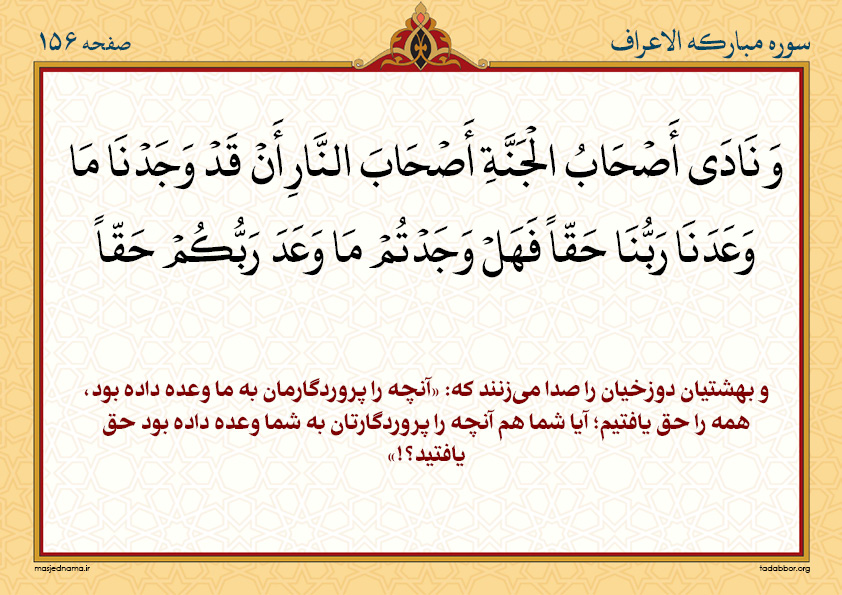 سوره مبارکه الاعراف
صفحه ۱۵۶
وَ نَادَى أَصْحَابُ الْجَنَّةِ أَصْحَابَ النَّارِ أَنْ قَدْ وَجَدْنَا مَا
وَعَدَنَا رَبُّنَا حَقّاً فَهَلْ وَجَدْتُمْ مَا وَعَدَ رَبُّكُمْ حَقّاً
و بهشتیان دوزخیان را صدا می‌زنند که: «آنچه را پروردگارمان به ما وعده داده بود،
همه را حق یافتیم؛ آیا شما هم آنچه را پروردگارتان به شما وعده داده بود حق
یافتید؟!»
masjednama.ir
tadabbor.org